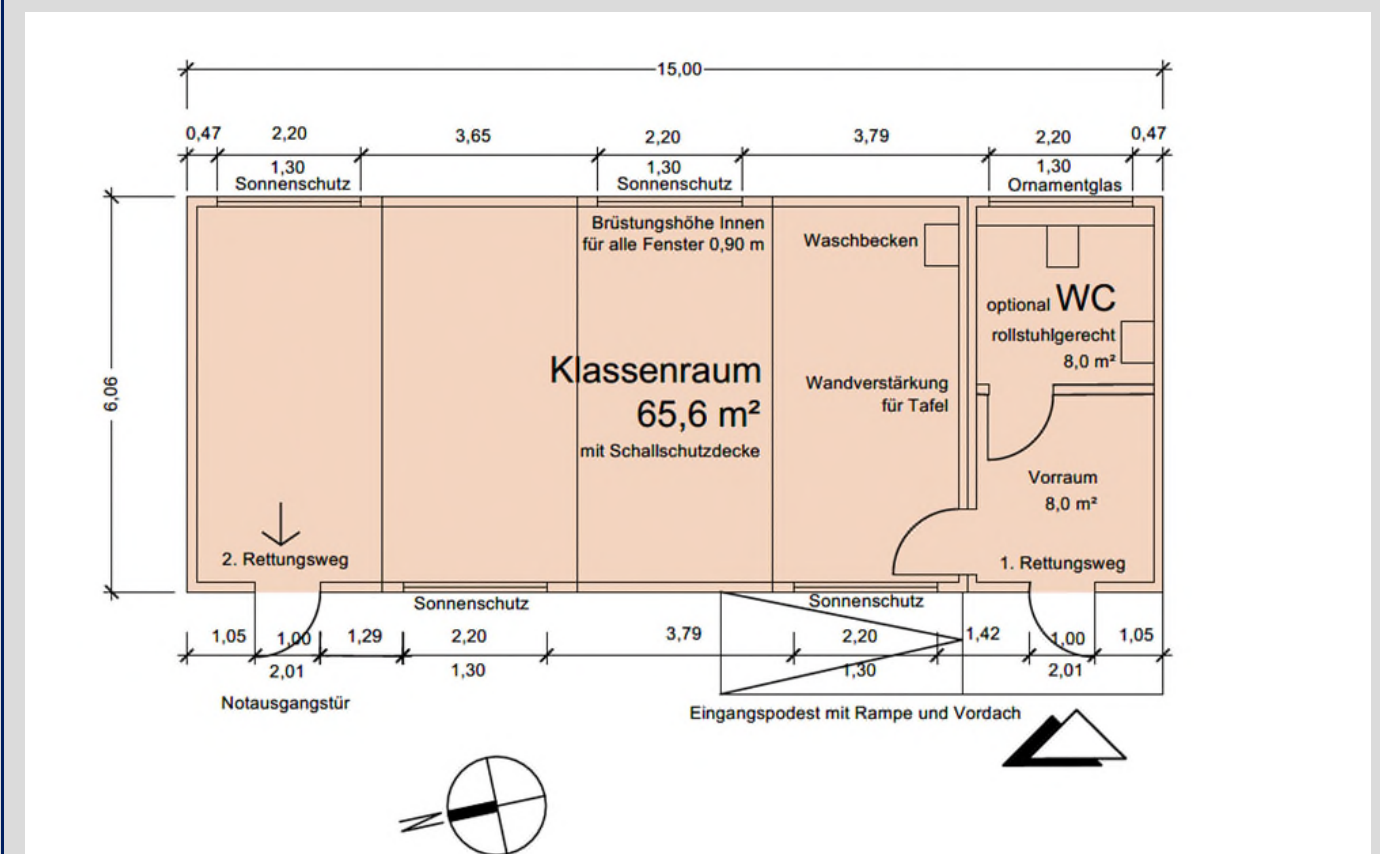 15,00
0,47 2,20 3,65 2,20 3,79 2,20 0,47
1,30 1,30 1,30
Sonnenschutz Sonnenschutz Ornamentglas
Brüstungshöhe Innen
für alle Fenster 0,90 m
Waschbecken
optional WC
rollstuhlgerecht
8,0 m²
6,06
Klassenraum
65,6 m²
mit Schallschutzdecke
Wandverstärkung
für Tafel
Vorraum
8,0 m²
2. Rettungsweg
1. Rettungsweg
Sonnenschutz Sonnenschutz
1,05 1,00 1,29 2,20 3,79 2,20 1,42 1,00 1,05
2,01 1,30 1,30 2,01
Notausgangstür
Eingangspodest mit Rampe und Vordach
N